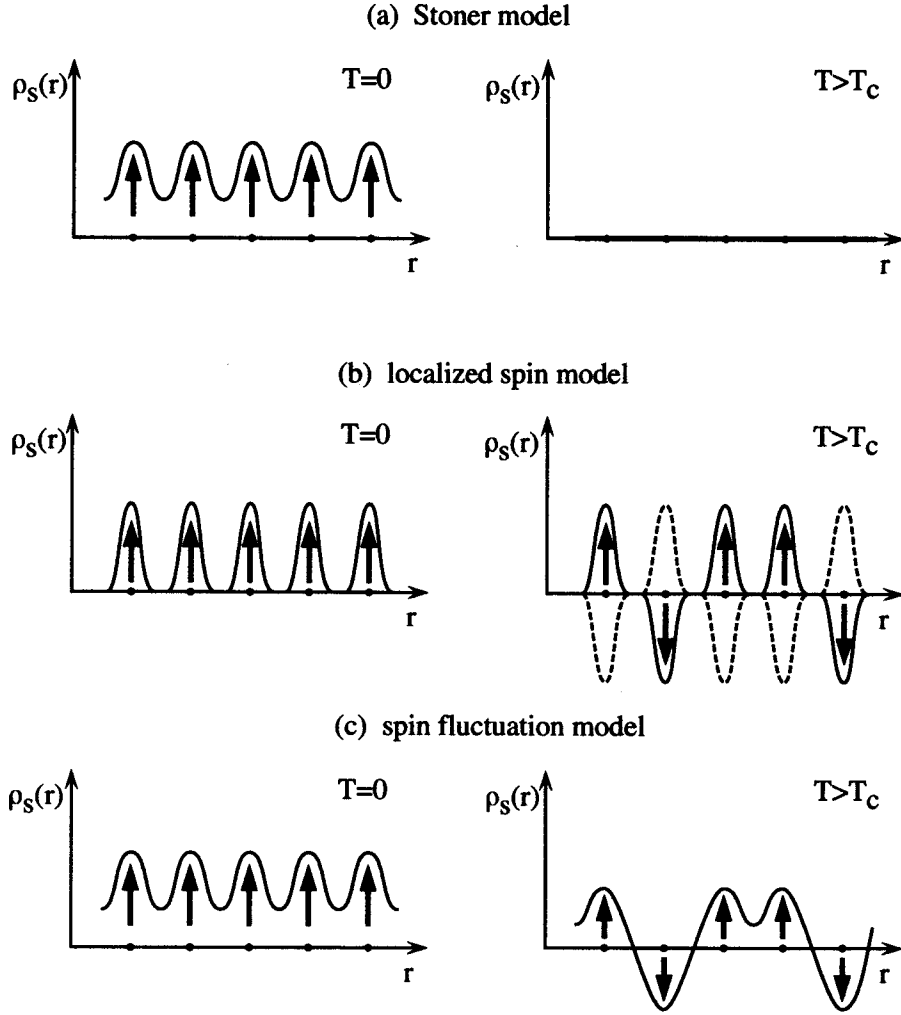 (a) Stoner model
ρs(r) T=0 ρs(r) T>Tc
r r
(b) localized spin model
ρs(r) T=0 ρs(r) T>Tc
r r
(c) spin fluctuation model
ρs(r) T=0 ρs(r) T>Tc
r r